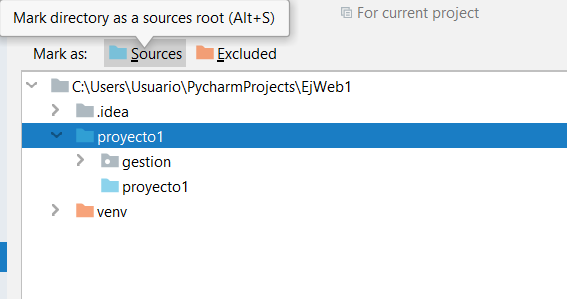 Mark directory as a sources root (Alt+S)
For current project
Mark as: Sources Excluded
C:\Users\Usuario\PycharmProjects\EjWeb1
.idea
proyecto1
gestion
proyecto1
venv